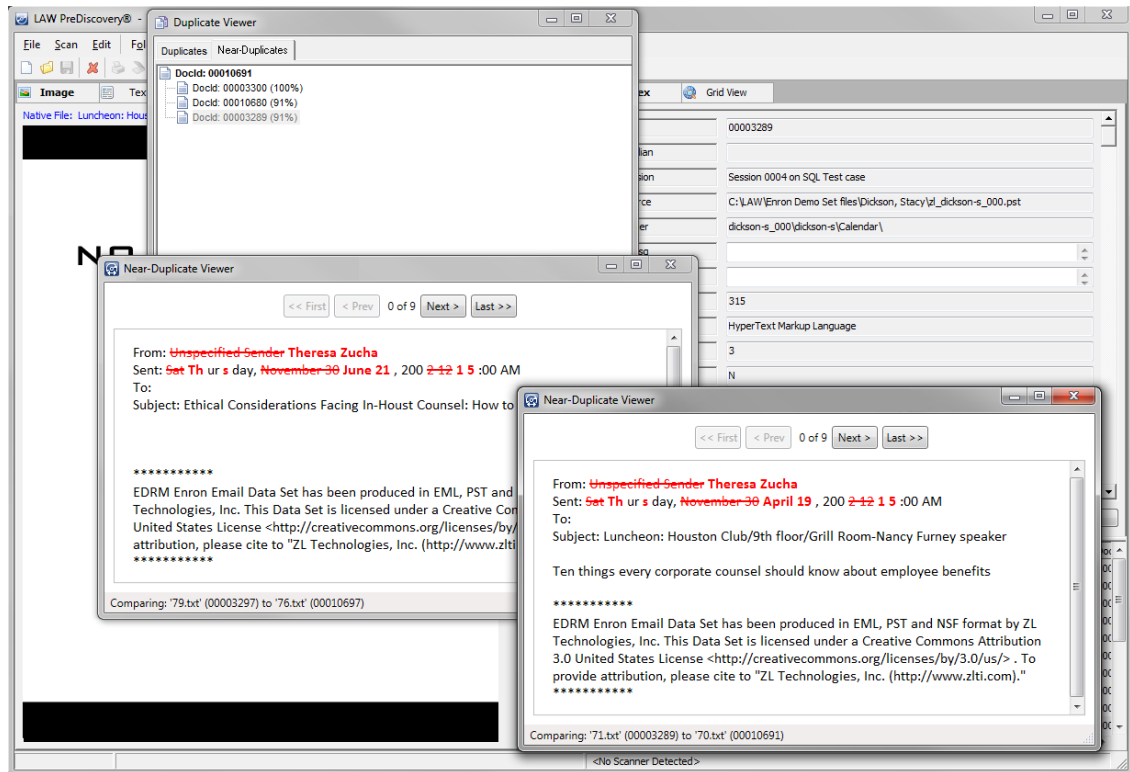 LAW PreDiscovery® -
File Scan Edit Fol
Image Tex
Native File: Luncheon: Hous
Duplicate Viewer
Duplicates Near-Duplicates
DocId: 00010691
DocId: 00003300 (100%)
DocId: 00010680 (91%)
DocId: 00003289 (91%)
ex Grid View
00003289
dian
sion Session 0004 on SQL Test case
rce C:\LAW\Enron Demo Set files\Dickson, Stacy\zl_dickson-s_000.pst
er dickson-s_000\dickson-s\Calendar\
sg
315
HyperText Markup Language
3
N
Near-Duplicate Viewer
<< First < Prev 0 of 9 Next > Last >>
From: Unspecified Sender Theresa Zucha
Sent: Sat Th ur s day, November 30 June 21 , 200 2 12 1 5 :00 AM
To:
Subject: Ethical Considerations Facing In-Houst Counsel: How to
***********
EDRM Enron Email Data Set has been produced in EML, PST and
Technologies, Inc. This Data Set is licensed under a Creative Con
United States License <http://creativecommons.org/licenses/by/
attribution, please cite to "ZL Technologies, Inc. (http://www.zlti
***********
Comparing: '79.txt' (00003297) to '76.txt' (00010697)
Near-Duplicate Viewer
<< First < Prev 0 of 9 Next > Last >>
From: Unspecified Sender Theresa Zucha
Sent: Sat Th ur s day, November 30 April 19 , 200 2 12 1 5 :00 AM
To:
Subject: Luncheon: Houston Club/9th floor/Grill Room-Nancy Furney speaker
Ten things every corporate counsel should know about employee benefits
***********
EDRM Enron Email Data Set has been produced in EML, PST and NSF format by ZL
Technologies, Inc. This Data Set is licensed under a Creative Commons Attribution
3.0 United States License <http://creativecommons.org/licenses/by/3.0/us/> . To
provide attribution, please cite to "ZL Technologies, Inc. (http://www.zlti.com)."
***********
Comparing: '71.txt' (00003289) to '70.txt' (00010691)
<No Scanner Detected>